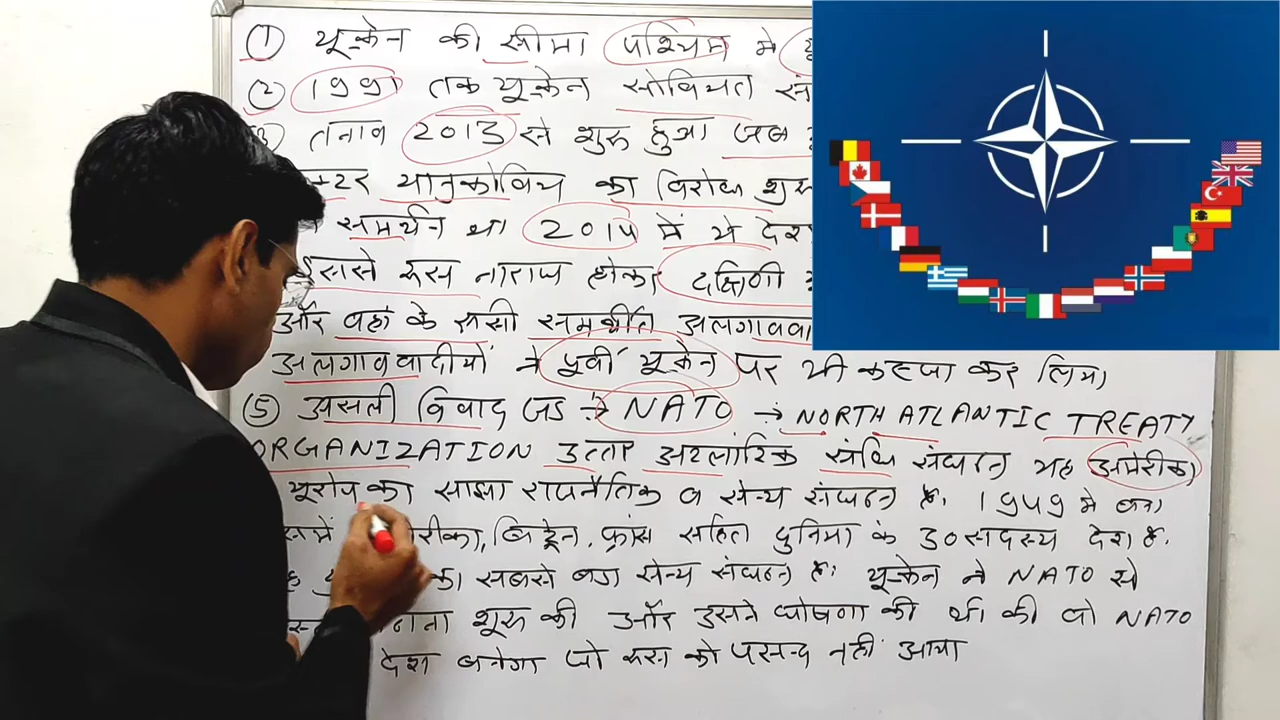 ① यूक्रेन की सीमा पश्चिम मे
② 1991 तक यूक्रेन सोवियत सं
तनाव 2013 से शुरु हुआ जब
यानुकोविच का विरोध शुरु
समर्थन था 2014 में ये देश
इससे रूस नाराज होकर दक्षिणी
और वहां के रूसी समर्थीत अलगाववा
अलगाववादीयों ने पूर्वी यूक्रेन पर भी कब्जा कर लिया
⑤ असली विवाद जड → NATO → NORTH ATLANTIC TREATY
ORGANIZATION उत्तर अटलांटिक संधि संगठन यह अमेरीका
यूरोप का साझा राजनैतिक व सैन्य संगठन है. 1949 मे बना
रीका, ब्रिटेन, फ्रांस सहित दुनिया के 30 सदस्य देश है.
सबसे बडा सैन्य संगठन है. यूक्रेन ने NATO से
शुरु की और उसने घोषणा की थी की वो NATO
देश बनेगा जो रूस को पसन्द नहीं आया